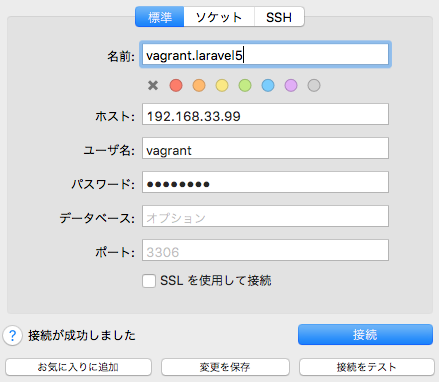 標準 ソケット SSH
名前: vagrant.laravel5
ホスト: 192.168.33.99
ユーザ名: vagrant
パスワード: ●●●●●●●●
データベース: オプション
ポート: 3306
SSL を使用して接続
? 接続が成功しました 接続
お気に入りに追加 変更を保存 接続をテスト